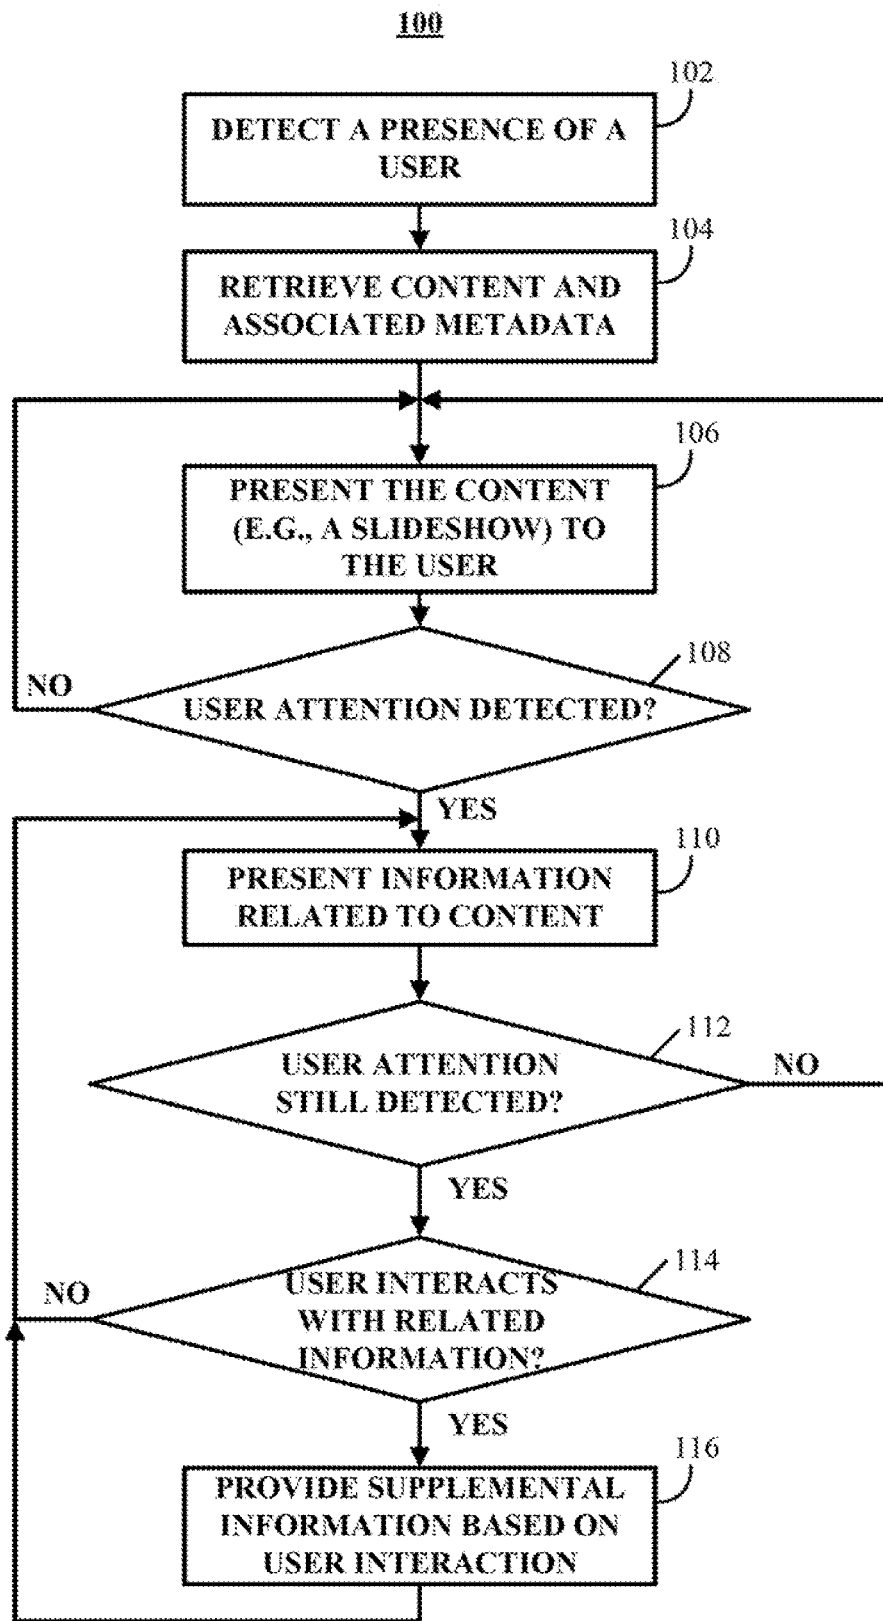 100
102
DETECT A PRESENCE OF A
USER
104
RETRIEVE CONTENT AND
ASSOCIATED METADATA
106
PRESENT THE CONTENT
(E.G., A SLIDESHOW) TO
THE USER
108
NO
USER ATTENTION DETECTED?
YES
110
PRESENT INFORMATION
RELATED TO CONTENT
112
USER ATTENTION
STILL DETECTED?
NO
YES
114
NO
USER INTERACTS
WITH RELATED
INFORMATION?
YES
116
PROVIDE SUPPLEMENTAL
INFORMATION BASED ON
USER INTERACTION